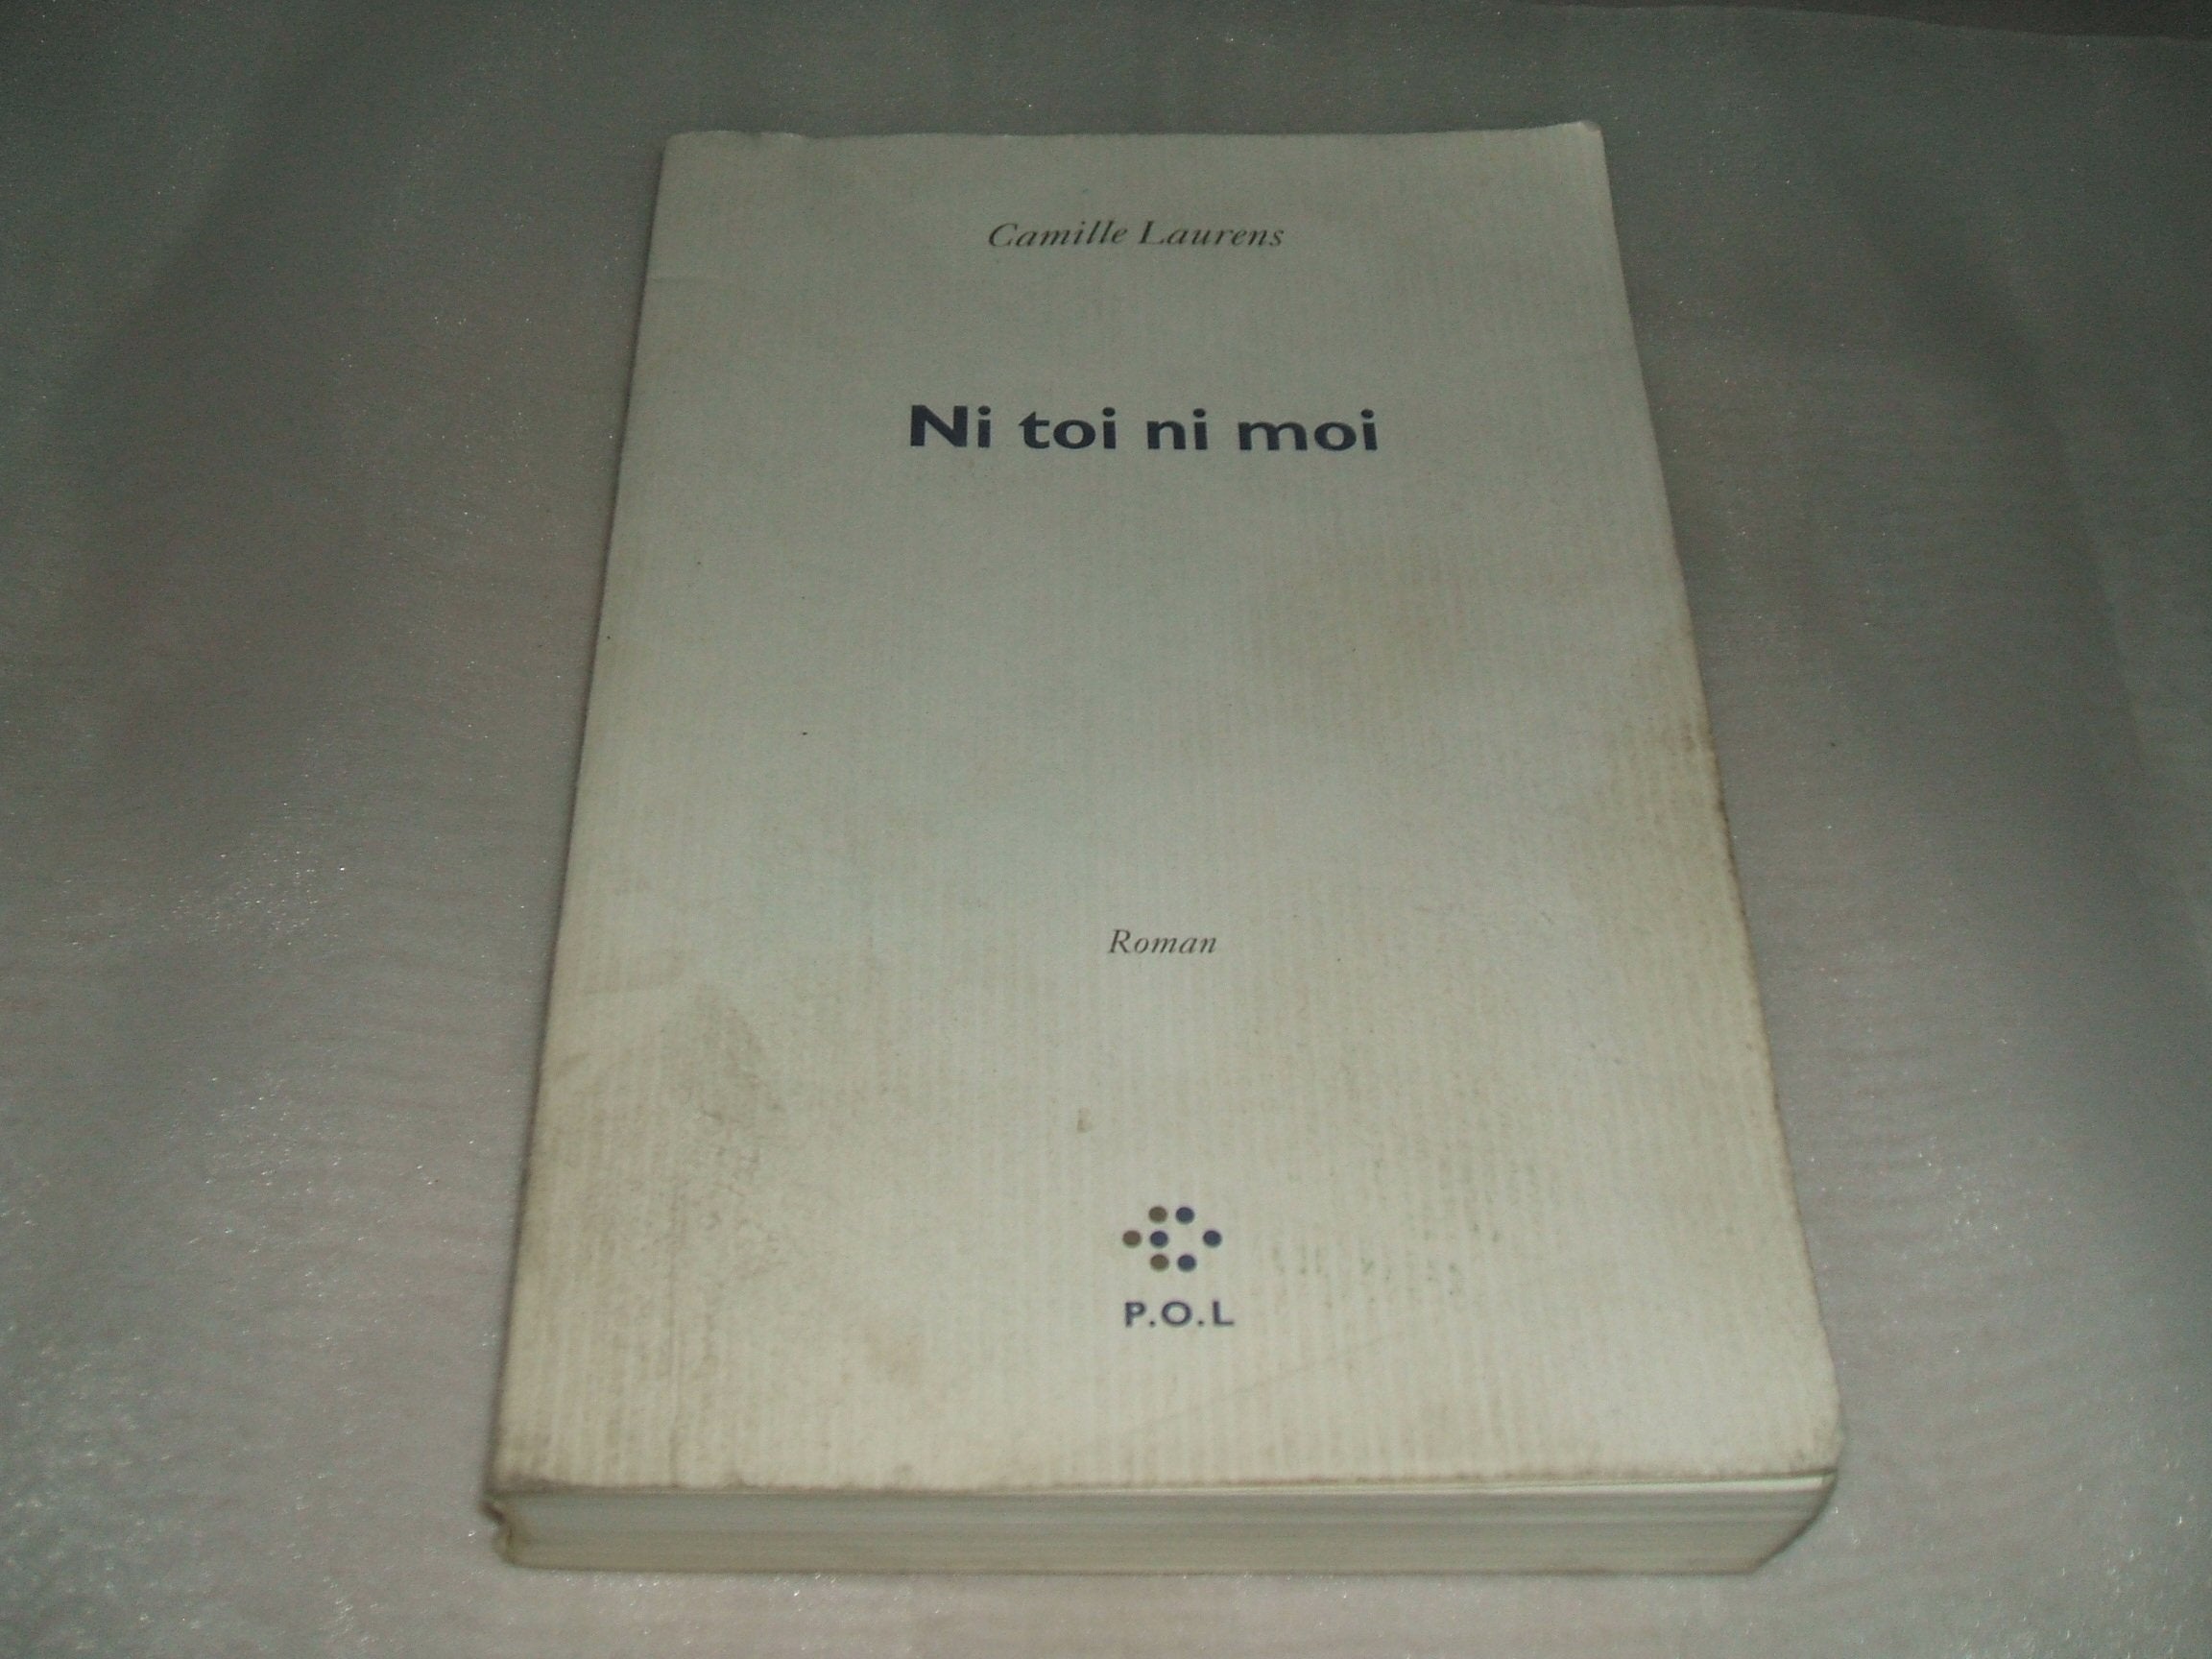 Camille Laurens
Ni toi ni moi
Roman
P.O.L